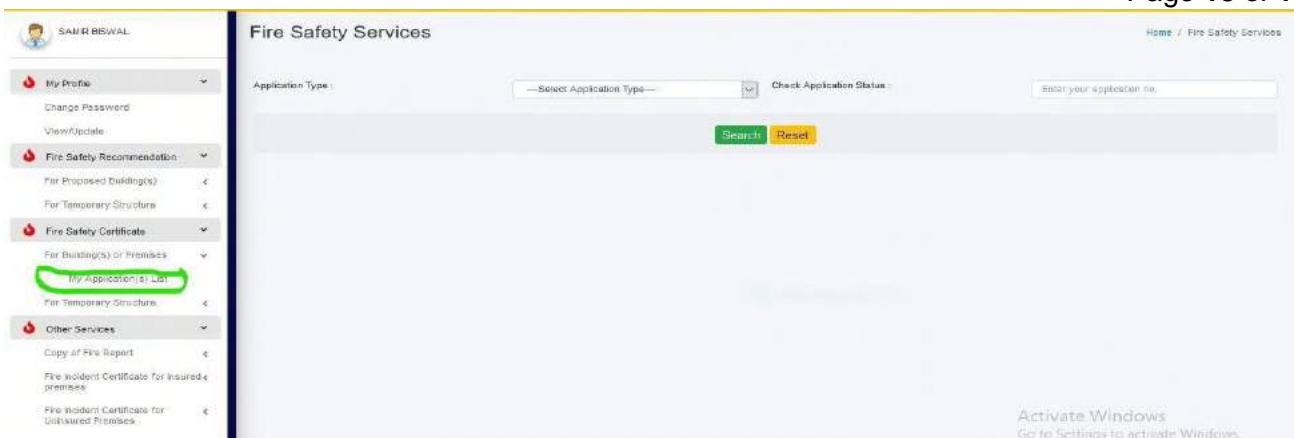 SAMIR BISWAL
Fire Safety Services
Home / Fire Safety Services
My Profile
Change Password
View/Update
Fire Safety Recommendation
For Proposed Building(s)
For Temporary Structure
Fire Safety Certificate
For Building(s) or Premises
My Application(s) List
For Temporary Structure
Other Services
Copy of Fire Report
Fire Incident Certificate for Insured
premises
Fire Incident Certificate for
Uninsured Premises
Application Type :
---Select Application Type---
Check Application Status :
Enter your application no.
Search
Reset
Activate Windows
Go to Settings to activate Windows.